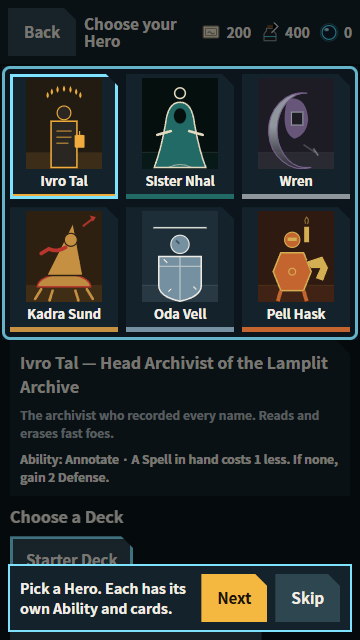 Back
Choose your
Hero
200
400
0
Ivro Tal
Sister Nhal
Wren
Kadra Sund
Oda Vell
Pell Hask
Ivro Tal — Head Archivist of the Lamplit
Archive
The archivist who recorded every name. Reads and
erases fast foes.
Ability: Annotate · A Spell in hand costs 1 less. If none,
gain 2 Defense.
Choose a Deck
Starter Deck
Pick a Hero. Each has its
own Ability and cards.
Next
Skip